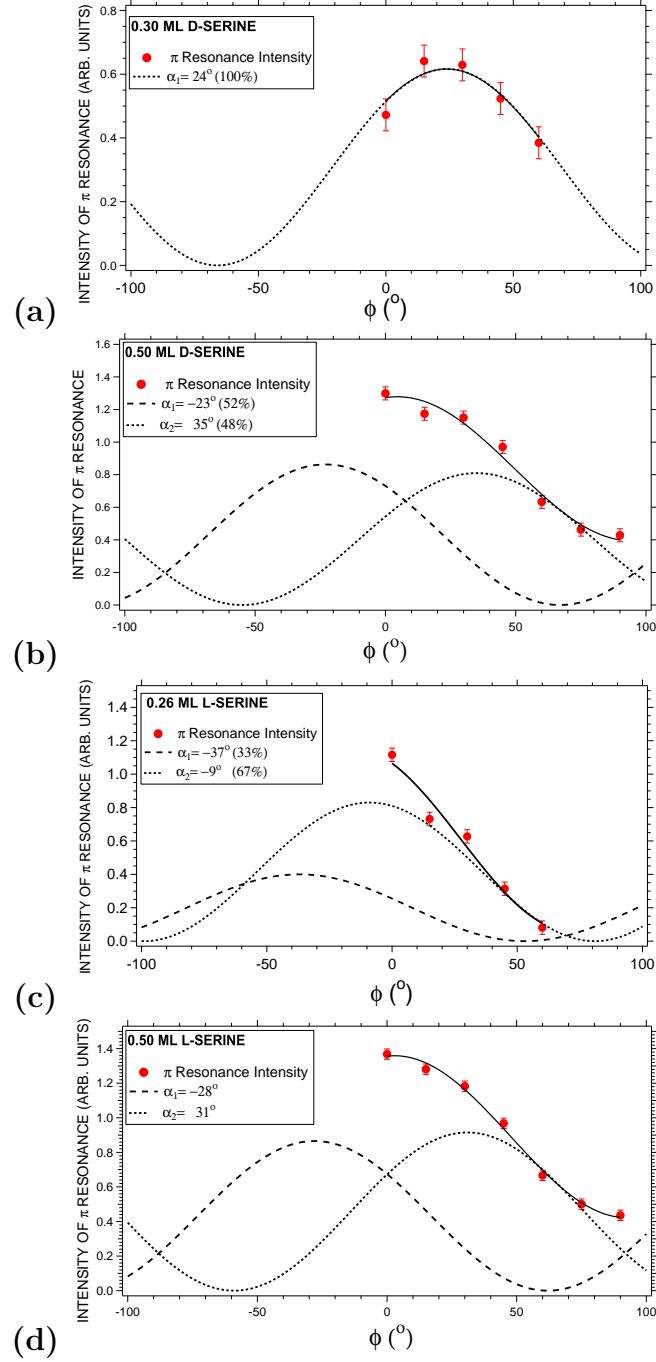 0.30 ML D-SERINE
π Resonance Intensity
α₁= 24° (100%)
INTENSITY OF π RESONANCE (ARB. UNITS)
0.8
0.6
0.4
0.2
0.0
-100 -50 0 50 100
ϕ (°)
(a)
0.50 ML D-SERINE
π Resonance Intensity
α₁= −23° (52%)
α₂= 35° (48%)
INTENSITY OF π RESONANCE
1.6
1.4
1.2
1.0
0.8
0.6
0.4
0.2
0.0
-100 -50 0 50 100
ϕ (°)
(b)
0.26 ML L-SERINE
π Resonance Intensity
α₁= −37° (33%)
α₂= −9° (67%)
INTENSITY OF π RESONANCE (ARB. UNITS)
1.4
1.2
1.0
0.8
0.6
0.4
0.2
0.0
-100 -50 0 50 100
ϕ (°)
(c)
0.50 ML L-SERINE
π Resonance Intensity
α₁= −28°
α₂= 31°
INTENSITY OF π RESONANCE (ARB. UNITS)
1.6
1.4
1.2
1.0
0.8
0.6
0.4
0.2
0.0
-100 -50 0 50 100
ϕ (°)
(d)